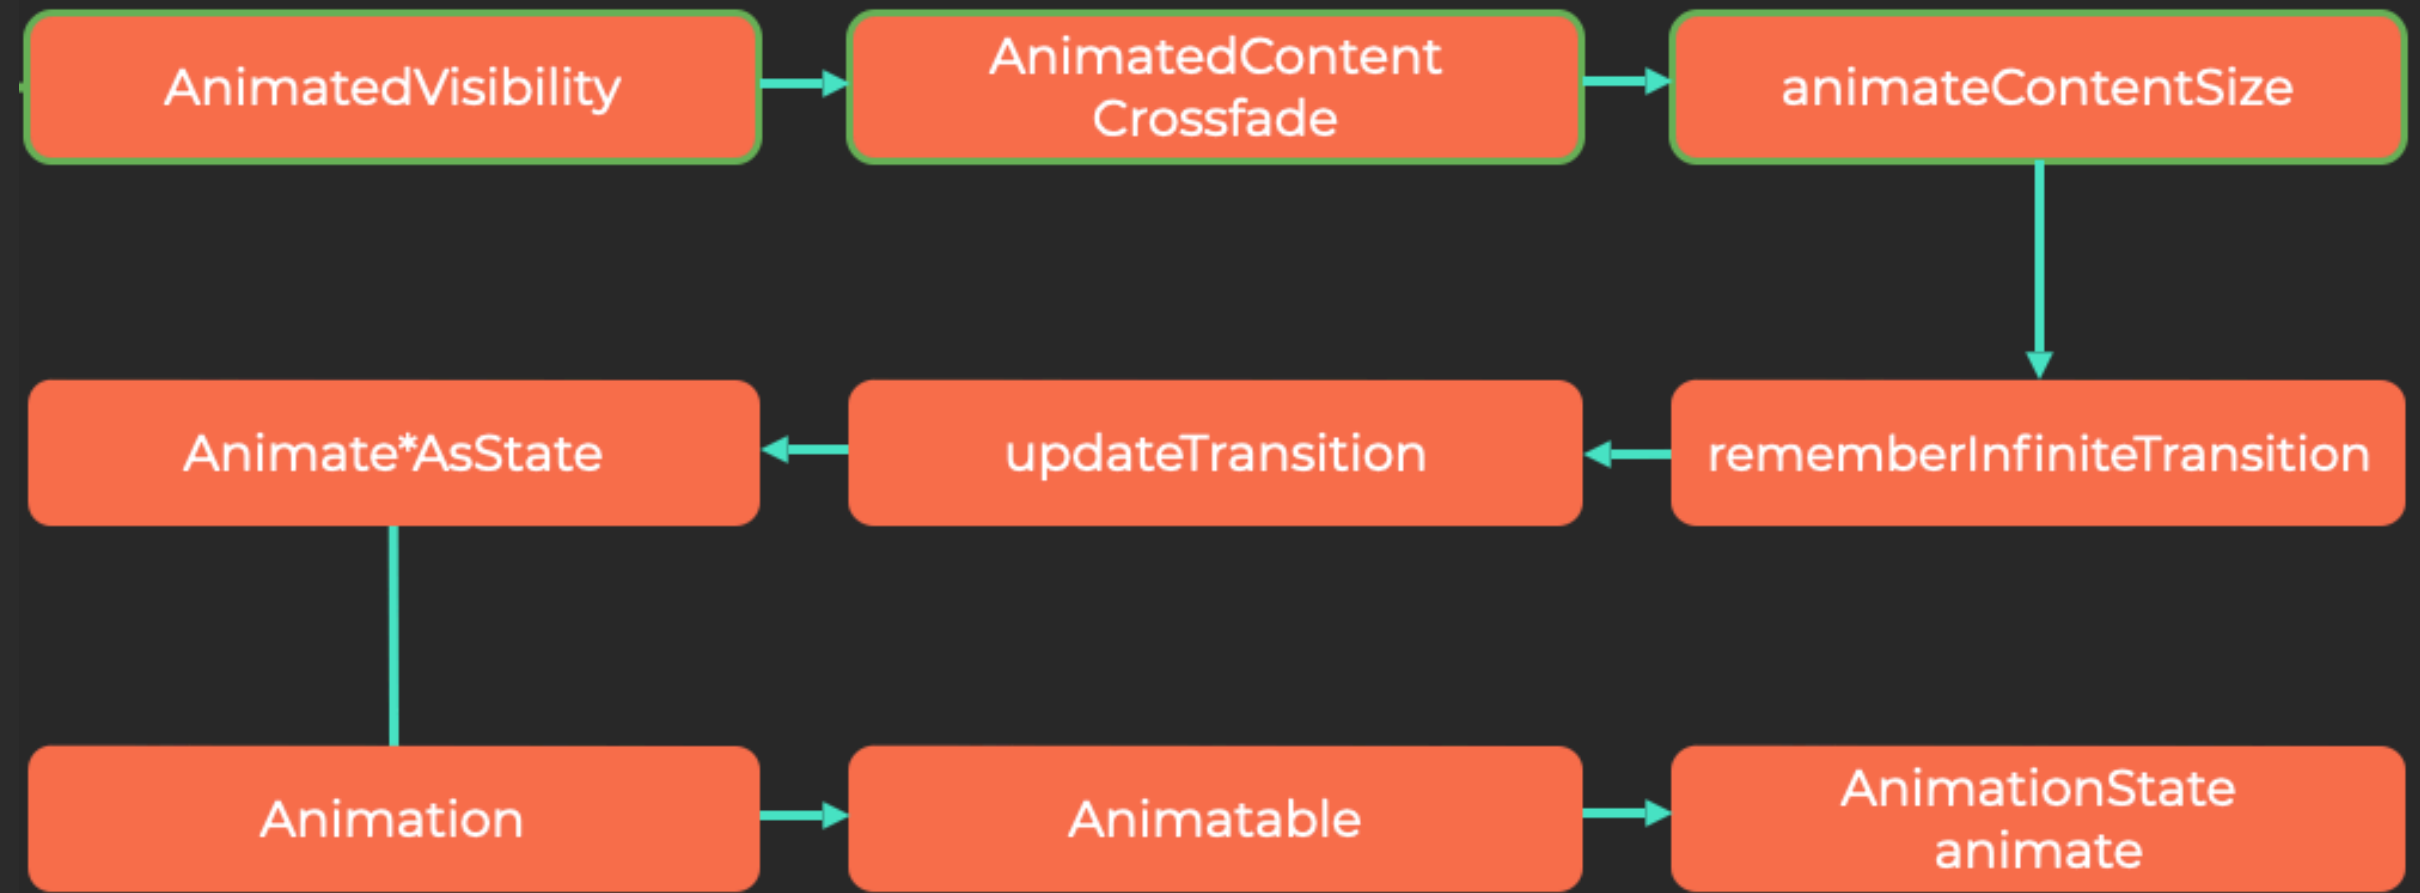 AnimatedVisibility
AnimatedContent
Crossfade
animateContentSize
Animate*AsState
updateTransition
rememberInfiniteTransition
Animation
Animatable
AnimationState
animate